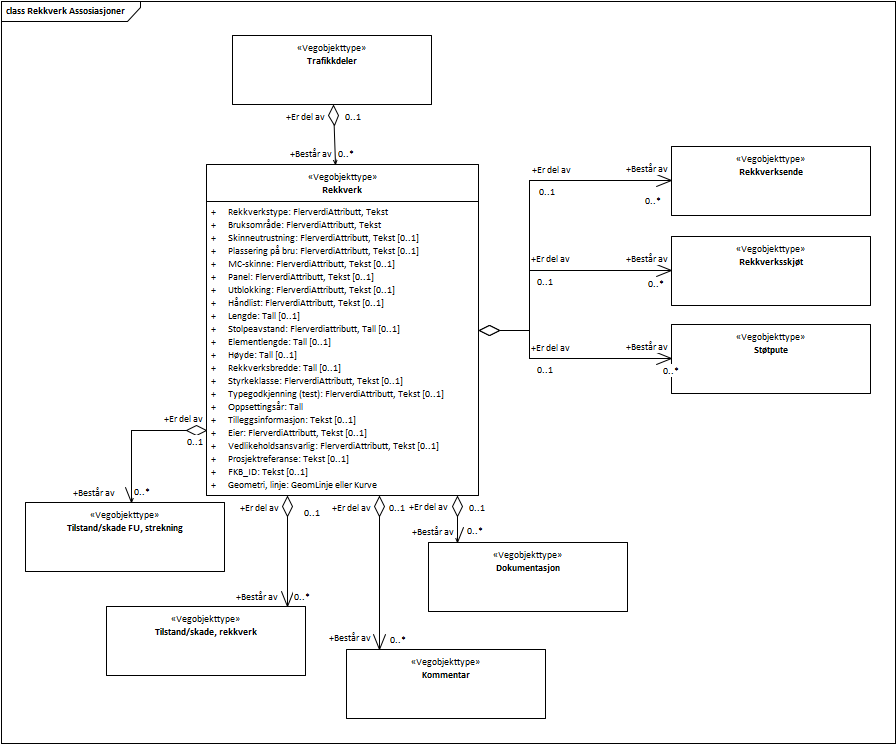 class Rekkverk Assosiasjoner
«Vegobjekttype»
Trafikkdeler
+Er del av
0..1
+Består av
0..*
«Vegobjekttype»
Rekkverk
+ Rekkverkstype: FlerverdiAttributt, Tekst
+ Bruksområde: FlerverdiAttributt, Tekst
+ Skinneutrustning: FlerverdiAttributt, Tekst [0..1]
+ Plassering på bru: FlerverdiAttributt, Tekst [0..1]
+ MC-skinne: FlerverdiAttributt, Tekst [0..1]
+ Panel: FlerverdiAttributt, Tekst [0..1]
+ Utblokking: FlerverdiAttributt, Tekst [0..1]
+ Håndlist: FlerverdiAttributt, Tekst [0..1]
+ Lengde: Tall [0..1]
+ Stolpeavstand: FlerverdiAttributt, Tall [0..1]
+ Elementlengde: Tall [0..1]
+ Høyde: Tall [0..1]
+ Rekkverksbredde: Tall [0..1]
+ Styrkeklasse: FlerverdiAttributt, Tekst [0..1]
+ Typegodkjenning (test): FlerverdiAttributt, Tekst [0..1]
+ Oppsettingsår: Tall
+ Tilleggsinformasjon: Tekst [0..1]
+ Eier: FlerverdiAttributt, Tekst [0..1]
+ Vedlikeholdsansvarlig: FlerverdiAttributt, Tekst [0..1]
+ Prosjektreferanse: Tekst [0..1]
+ FKB_ID: Tekst [0..1]
+ Geometri, linje: GeomLinje eller Kurve
+Er del av
0..1
+Består av
0..*
«Vegobjekttype»
Rekkverksende
+Er del av
0..1
+Består av
0..*
«Vegobjekttype»
Rekkverksskjøt
+Er del av
0..1
+Består av
0..*
«Vegobjekttype»
Støtpute
+Er del av
0..1
+Består av
0..*
«Vegobjekttype»
Tilstand/skade FU, strekning
+Er del av
0..1
+Består av
0..*
«Vegobjekttype»
Tilstand/skade, rekkverk
+Er del av
0..1
+Består av
0..*
«Vegobjekttype»
Kommentar
+Er del av
0..1
+Består av
0..*
«Vegobjekttype»
Dokumentasjon